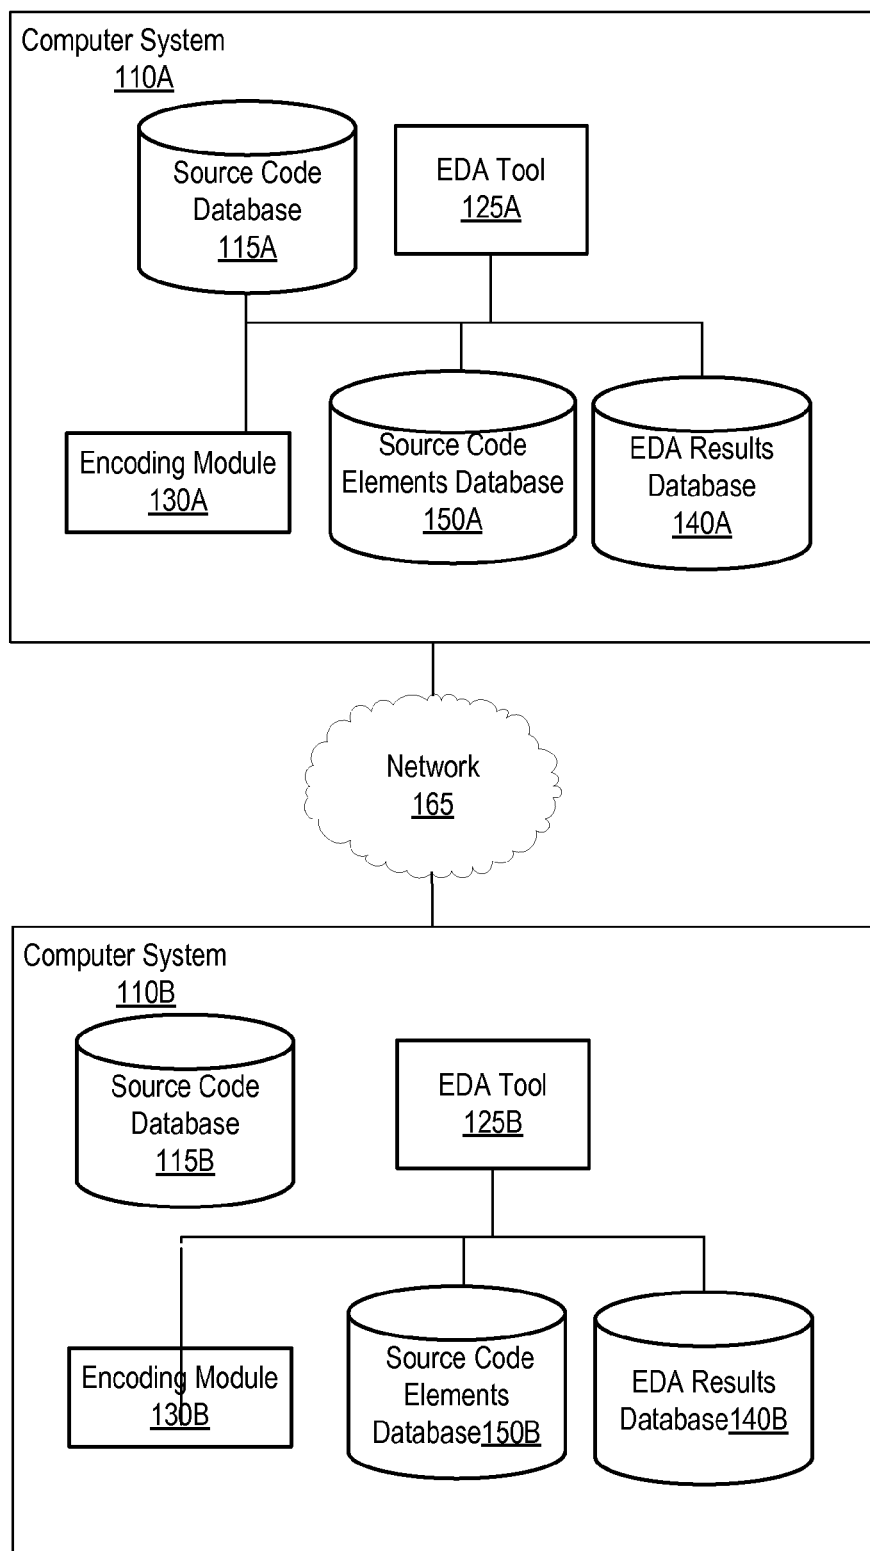 Computer System
110A
Source Code
Database
115A
EDA Tool
125A
Encoding Module
130A
Source Code
Elements Database
150A
EDA Results
Database
140A
Network
165
Computer System
110B
Source Code
Database
115B
EDA Tool
125B
Encoding Module
130B
Source Code
Elements
Database150B
EDA Results
Database140B